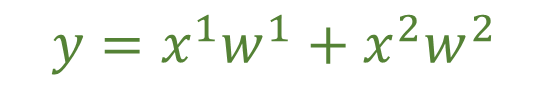 y = x¹w¹ + x²w²